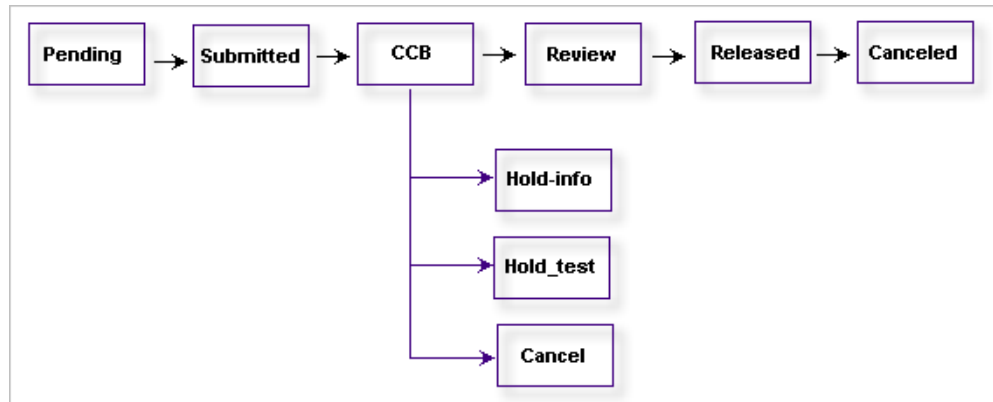 Pending
Submitted
CCB
Review
Released
Canceled
Hold-info
Hold_test
Cancel